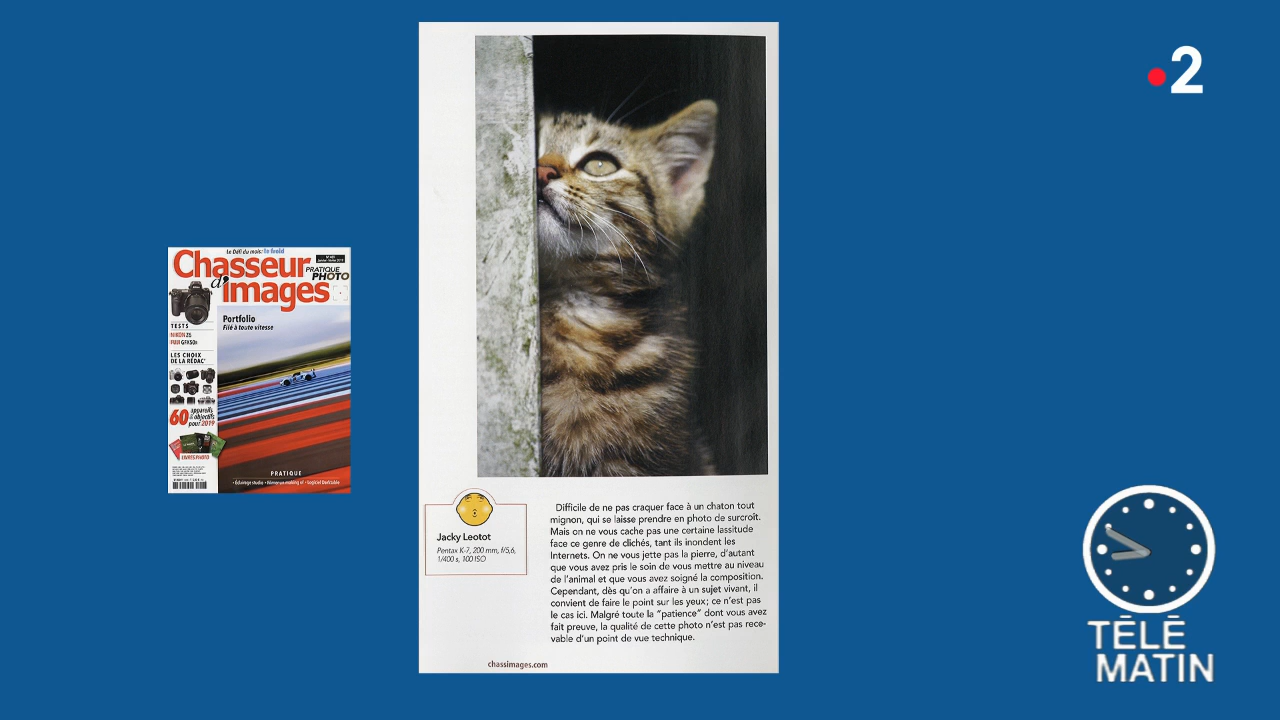 2
Le Défi du mois: le froid
Chasseur
d'images
PRATIQUE
PHOTO
TESTS
NIKON Z6
FUJI GFX50R
LES CHOIX
DE LA RÉDAC'
60 appareils
& objectifs
pour 2019
LIVRES PHOTO
Portfolio
Filé à toute vitesse
PRATIQUE
Jacky Leotot
Pentax K-7, 200 mm, f/5,6,
1/400 s, 100 ISO
Difficile de ne pas craquer face à un chaton tout
mignon, qui se laisse prendre en photo de surcroît.
Mais on ne vous cache pas une certaine lassitude
face ce genre de clichés, tant ils inondent les
Internets. On ne vous jette pas la pierre, d'autant
que vous avez pris le soin de vous mettre au niveau
de l'animal et que vous avez soigné la composition.
Cependant, dès qu'on a affaire à un sujet vivant, il
convient de faire le point sur les yeux; ce n'est pas
le cas ici. Malgré toute la "patience" dont vous avez
fait preuve, la qualité de cette photo n'est pas rece-
vable d'un point de vue technique.
chassimages.com
TÉLÉ
MATIN